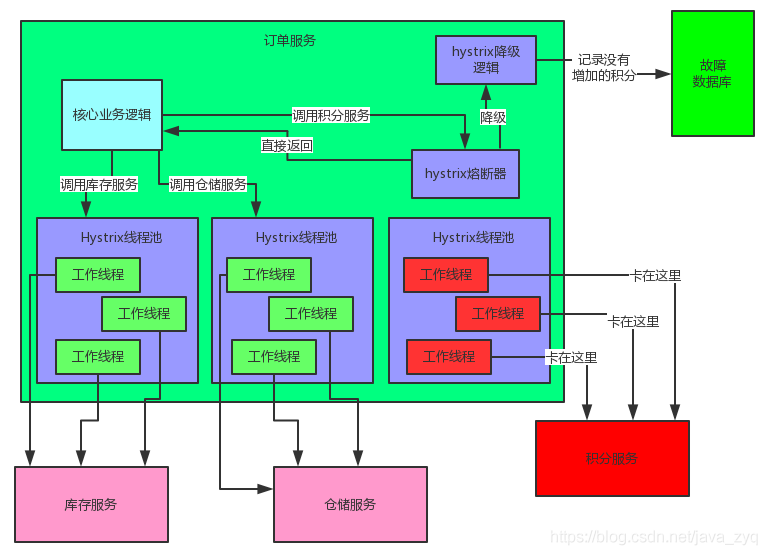 订单服务
hystrix降级
逻辑
记录没有
增加的积分
故障
数据库
核心业务逻辑
调用积分服务
降级
直接返回
hystrix熔断器
调用库存服务
调用仓储服务
Hystrix线程池
Hystrix线程池
Hystrix线程池
工作线程
工作线程
工作线程
卡在这里
工作线程
工作线程
工作线程
卡在这里
工作线程
工作线程
工作线程
卡在这里
积分服务
库存服务
仓储服务
https://blog.csdn.net/java_zyq